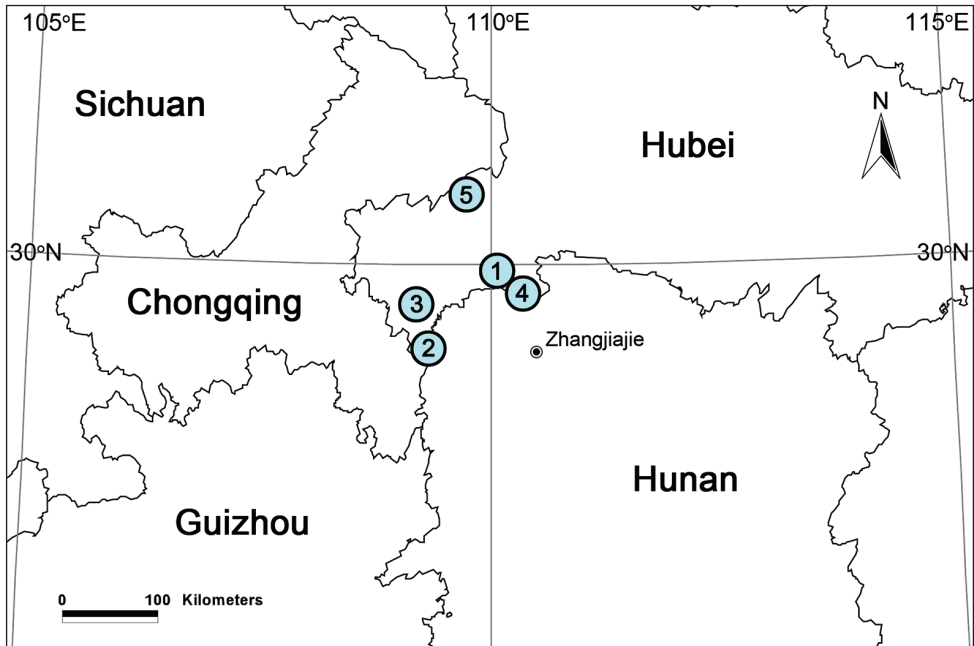 105°E 110°E 115°E
N
Sichuan
Hubei
5
30°N 30°N
1
4
Chongqing 3
2 Zhangjiajie
Hunan
Guizhou
0 100 Kilometers